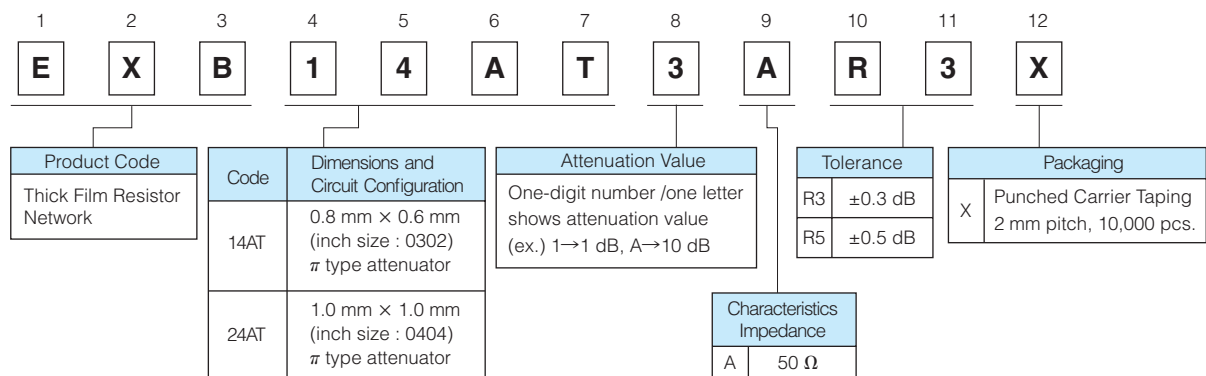 1 2 3 4 5 6 7 8 9 10 11 12
E X B 1 4 A T 3 A R 3 X
Product Code
Thick Film Resistor
Network
Code
Dimensions and
Circuit Configuration
14AT
0.8 mm × 0.6 mm
(inch size : 0302)
π type attenuator
24AT
1.0 mm × 1.0 mm
(inch size : 0404)
π type attenuator
Attenuation Value
One-digit number /one letter
shows attenuation value
(ex.) 1→1 dB, A→10 dB
Characteristics
Impedance
A 50 Ω
Tolerance
R3 ±0.3 dB
R5 ±0.5 dB
Packaging
X
Punched Carrier Taping
2 mm pitch, 10,000 pcs.